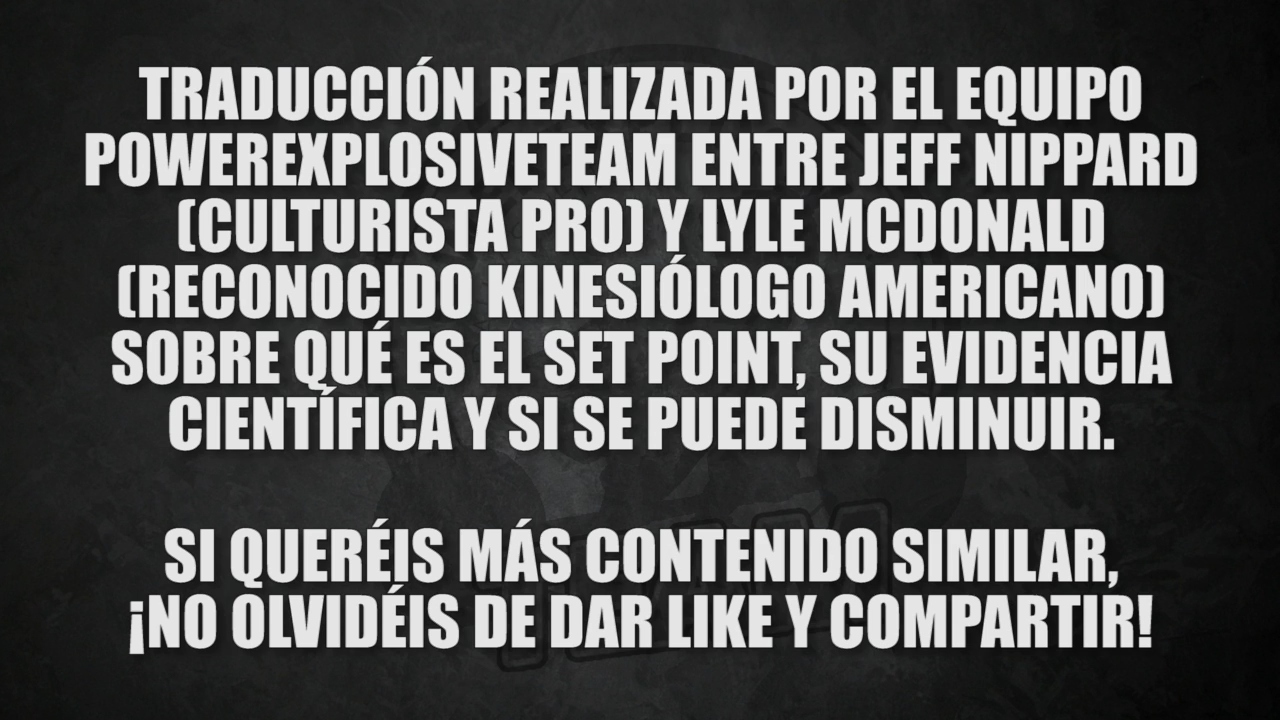 TRADUCCIÓN REALIZADA POR EL EQUIPO
POWEREXPLOSIVETEAM ENTRE JEFF NIPPARD
(CULTURISTA PRO) Y LYLE MCDONALD
(RECONOCIDO KINESIÓLOGO AMERICANO)
SOBRE QUÉ ES EL SET POINT, SU EVIDENCIA
CIENTÍFICA Y SI SE PUEDE DISMINUIR.
SI QUERÉIS MÁS CONTENIDO SIMILAR,
¡NO OLVIDÉIS DE DAR LIKE Y COMPARTIR!